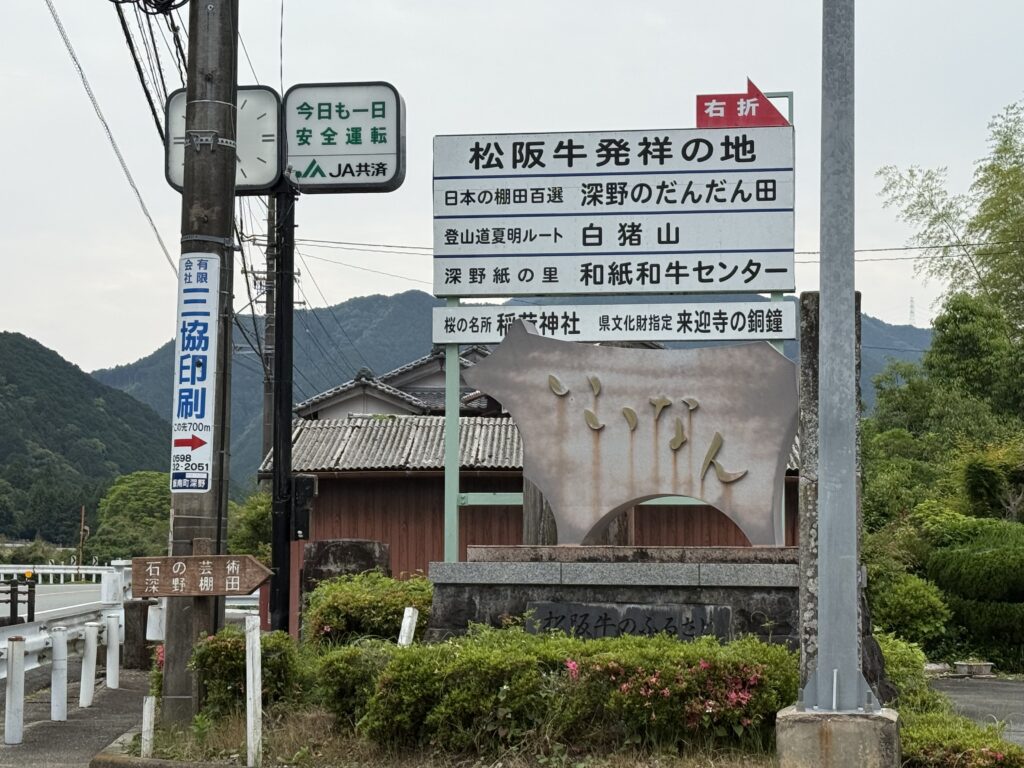 今日も一日
安全運転
JA共済
右折
松阪牛発祥の地
日本の棚田百選 深野のだんだん田
登山道夏明ルート 白猪山
深野紙の里 和紙和牛センター
桜の名所 稲荷神社 県文化財指定 来迎寺の銅鐘
いいなん
松阪牛のふるさと
有限会社
三協印刷
この先700m
0598
32-2051
飯南町深野
石の芸術
深野棚田